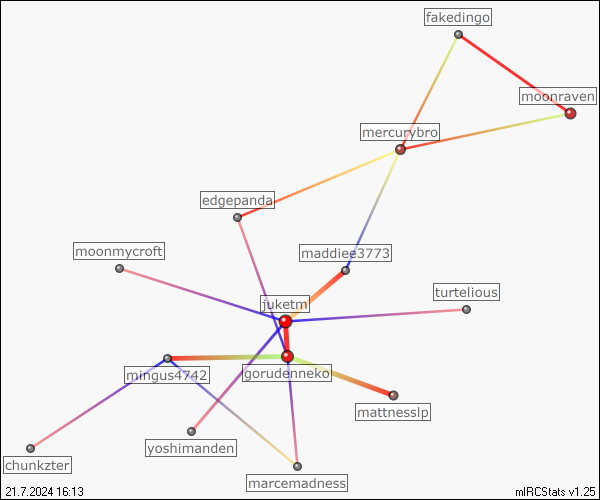 fakedingo
moonraven
mercurybro
edgepanda
moonmycroft
maddiee3773
turtelious
juketm
mingus4742
gorudenneko
mattnesslp
yoshimanden
chunkzter
marcemadness
21.7.2024 16:13
mIRCStats v1.25